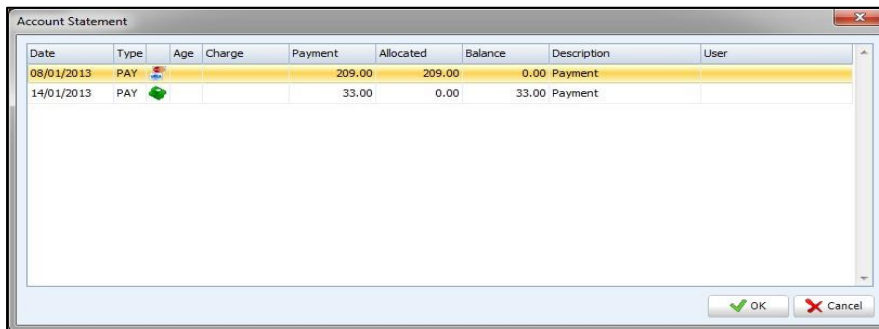 Account Statement
Date Type Age Charge Payment Allocated Balance Description User
08/01/2013 PAY 209.00 209.00 0.00 Payment
14/01/2013 PAY 33.00 0.00 33.00 Payment
OK Cancel